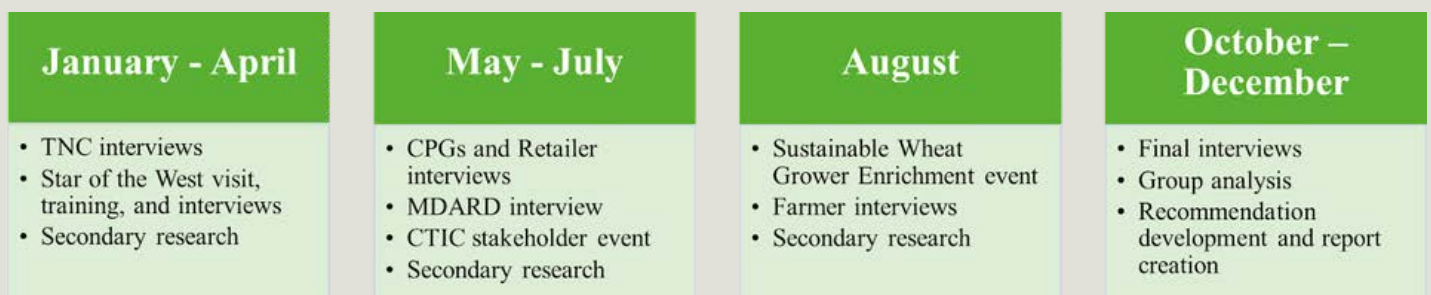 January - April
• TNC interviews
• Star of the West visit,
training, and interviews
• Secondary research
May - July
• CPGs and Retailer
interviews
• MDARD interview
• CTIC stakeholder event
• Secondary research
August
• Sustainable Wheat
Grower Enrichment event
• Farmer interviews
• Secondary research
October –
December
• Final interviews
• Group analysis
• Recommendation
development and report
creation